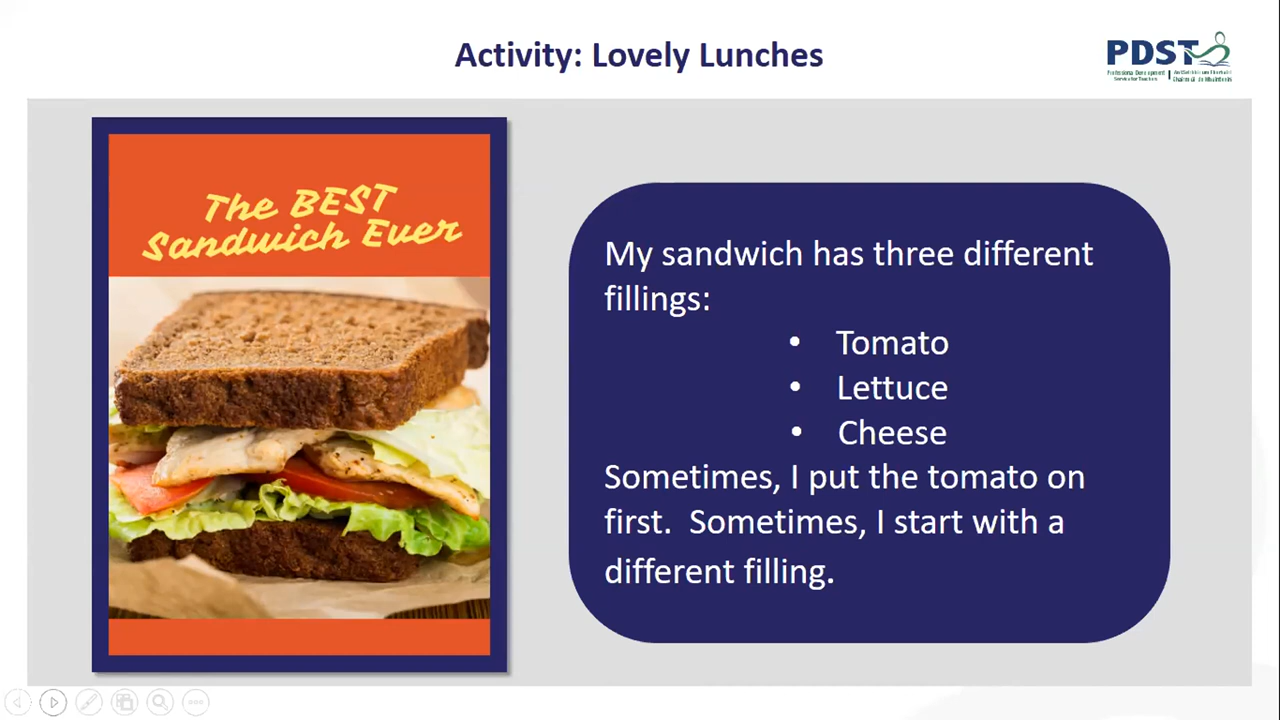 Activity: Lovely Lunches
PDST
The BEST
Sandwich Ever
My sandwich has three different
fillings:
• Tomato
• Lettuce
• Cheese
Sometimes, I put the tomato on
first. Sometimes, I start with a
different filling.